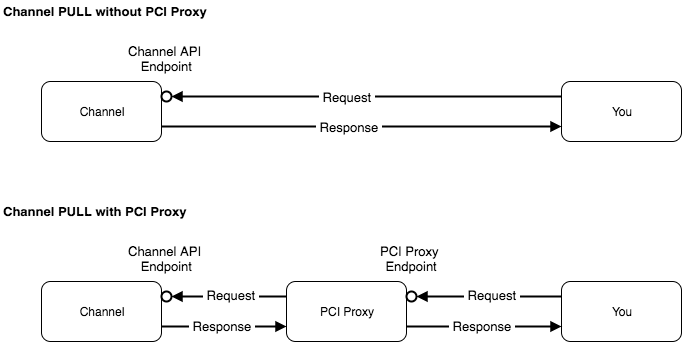 Channel PULL without PCI Proxy
Channel API
Endpoint
Channel
Request
Response
You
Channel PULL with PCI Proxy
Channel API
Endpoint
PCI Proxy
Endpoint
Channel
Request
Response
PCI Proxy
Request
Response
You